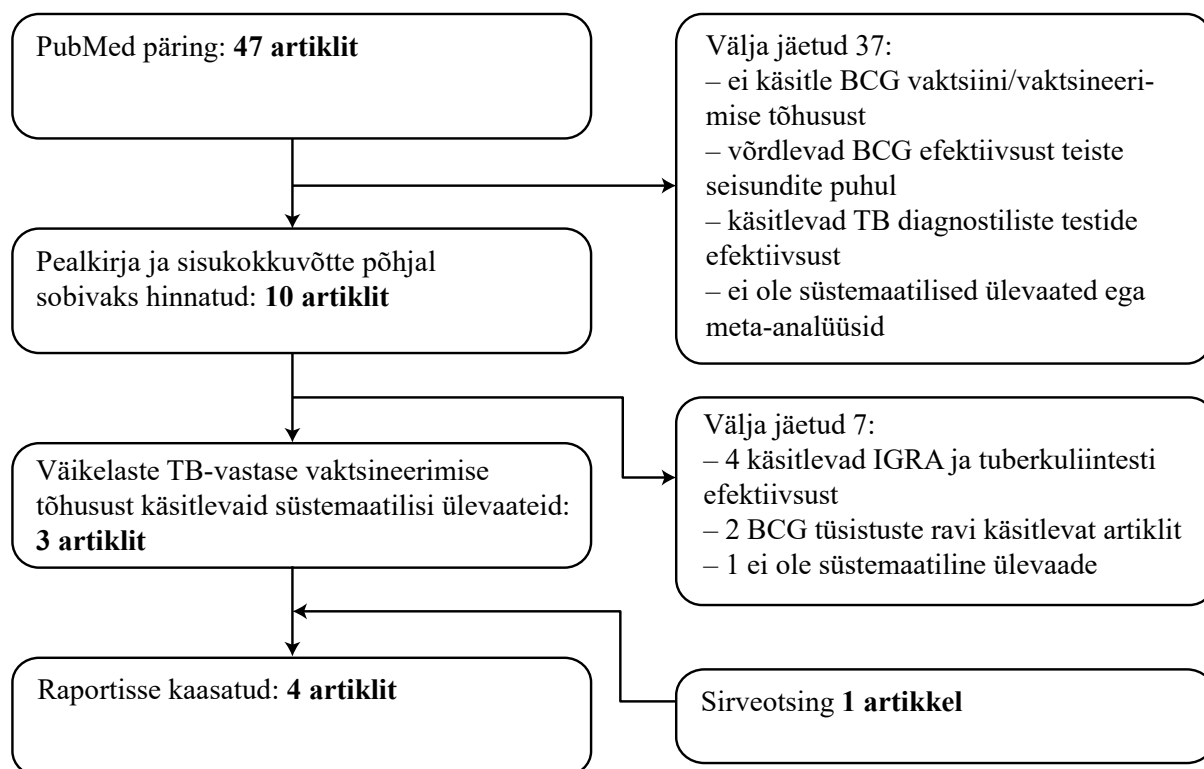 PubMed päring: 47 artiklit
Välja jäetud 37:
– ei käsitle BCG vaktsiini/vaktsineeri-
mise tõhusust
– võrdlevad BCG efektiivsust teiste
seisundite puhul
– käsitlevad TB diagnostiliste testide
efektiivsust
– ei ole süstemaatilised ülevaated ega
meta-analüüsid
Pealkirja ja sisukokkuvõtte põhjal
sobivaks hinnatud: 10 artiklit
Välja jäetud 7:
– 4 käsitlevad IGRA ja tuberkuliintesti
efektiivsust
– 2 BCG tüsistuste ravi käsitlevat artiklit
– 1 ei ole süstemaatiline ülevaade
Väikelaste TB-vastase vaktsineerimise
tõhusust käsitlevaid süstemaatilisi ülevaateid:
3 artiklit
Sirveotsing 1 artikkel
Raportisse kaasatud: 4 artiklit